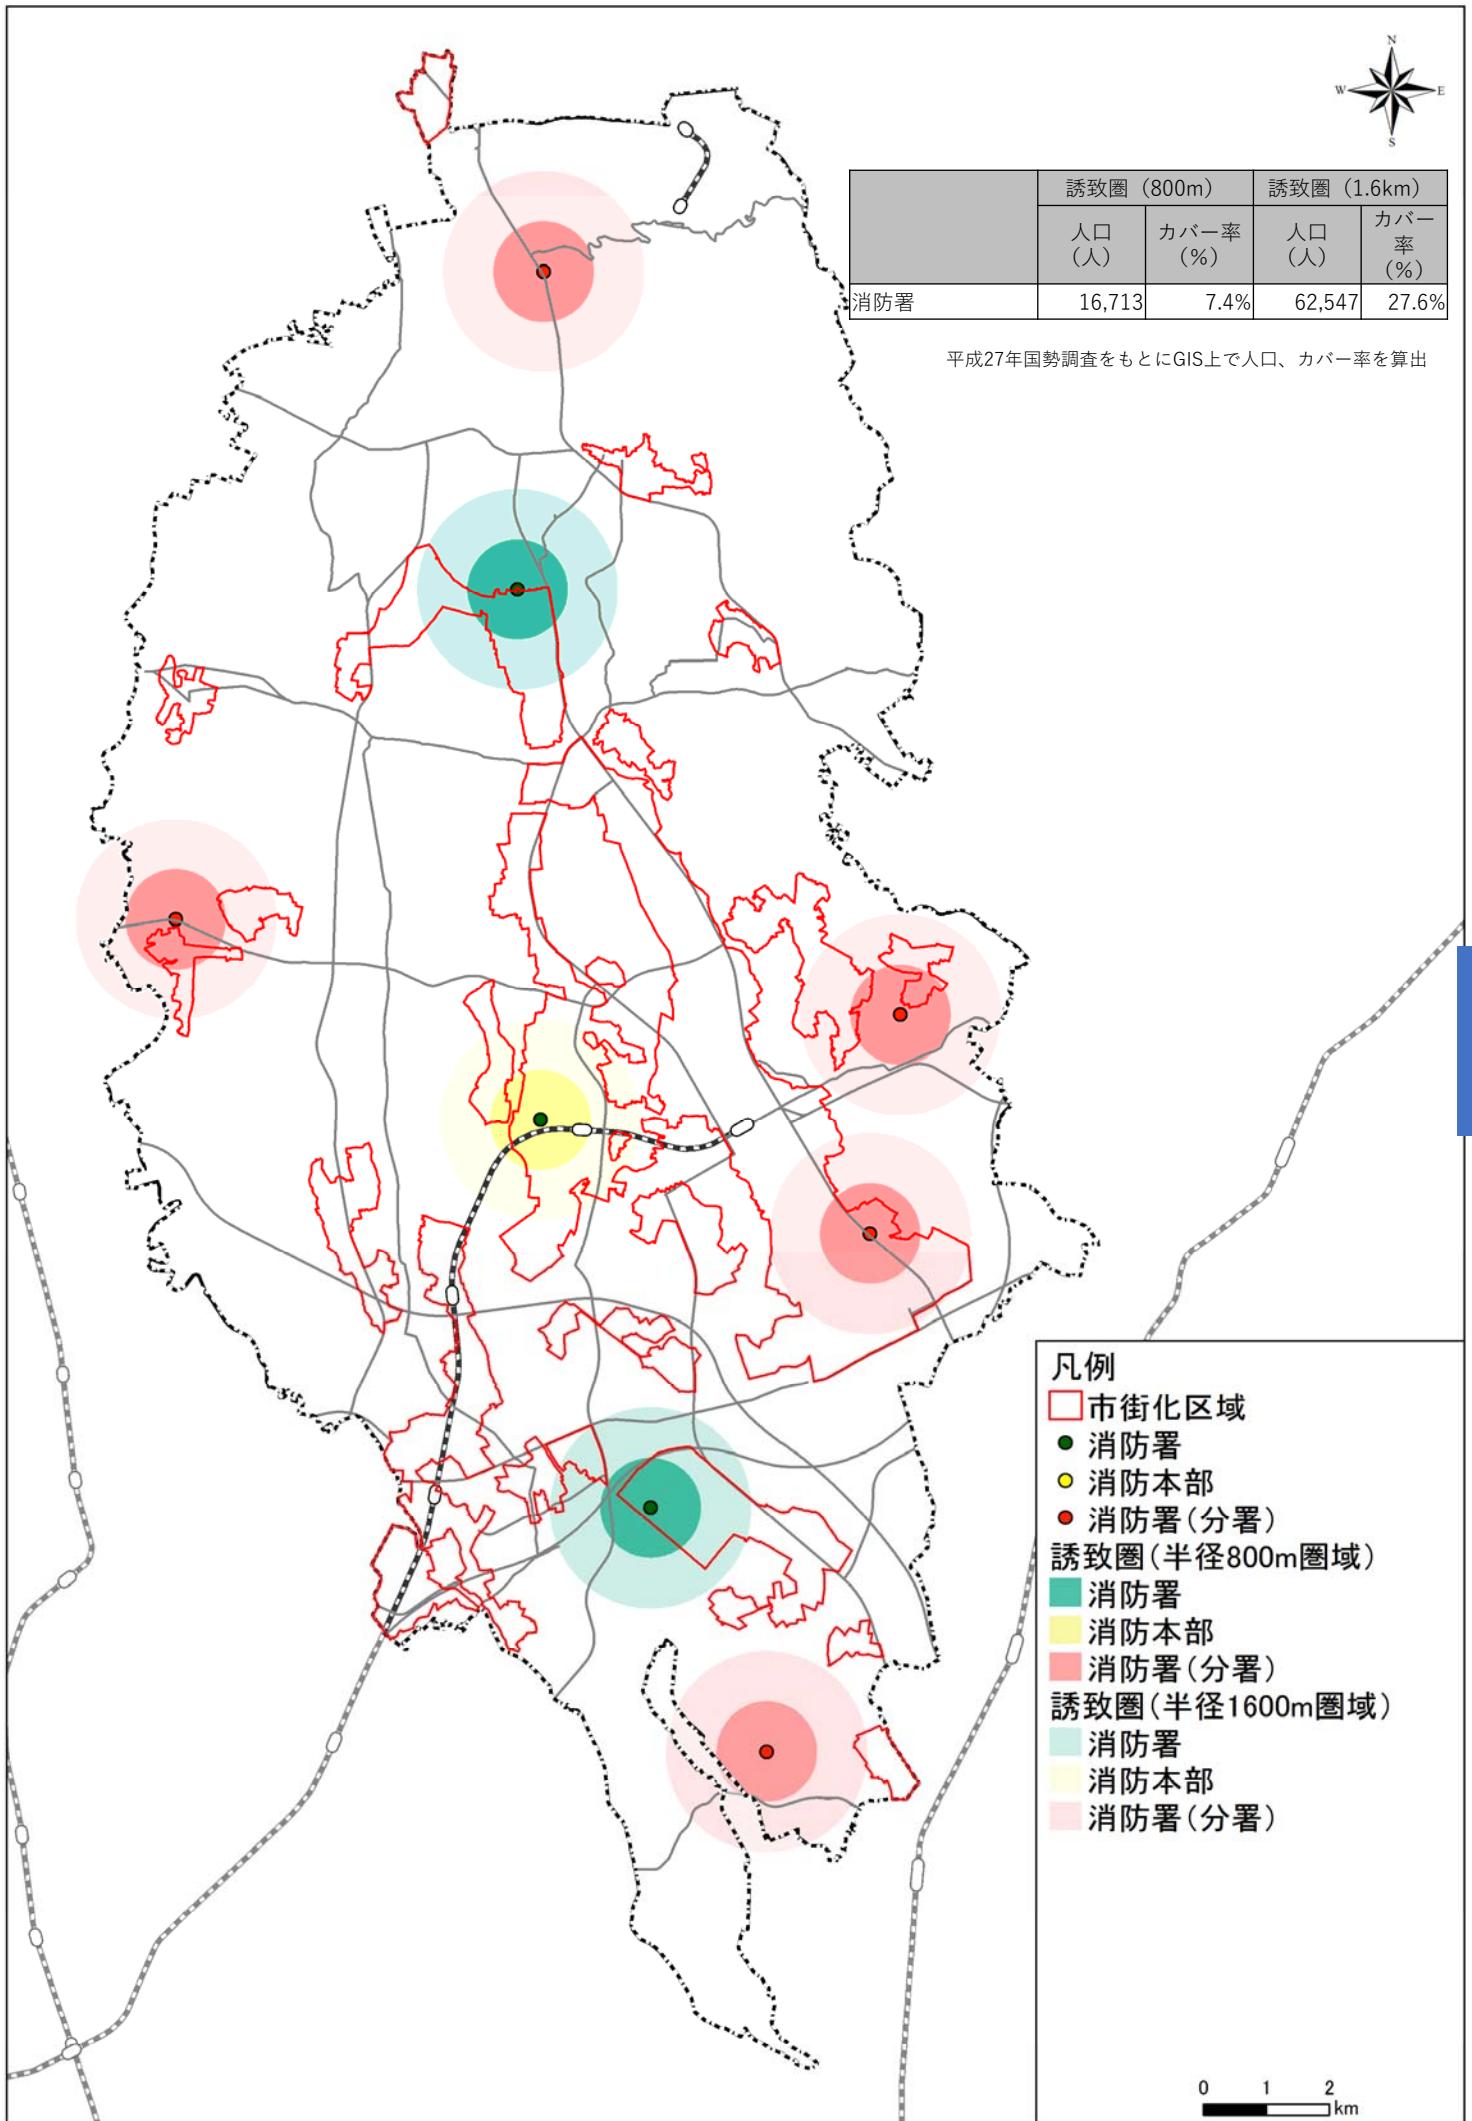 N
W E
S
誘致圏（800m） 誘致圏（1.6km）
人口 カバー率 人口 カバー
（人） （%） （人） 率
（%）
消防署 16,713 7.4% 62,547 27.6%
平成27年国勢調査をもとにGIS上で人口、カバー率を算出
凡例
市街化区域
消防署
消防本部
消防署(分署)
誘致圏(半径800m圏域)
消防署
消防本部
消防署(分署)
誘致圏(半径1600m圏域)
消防署
消防本部
消防署(分署)
0 1 2
km